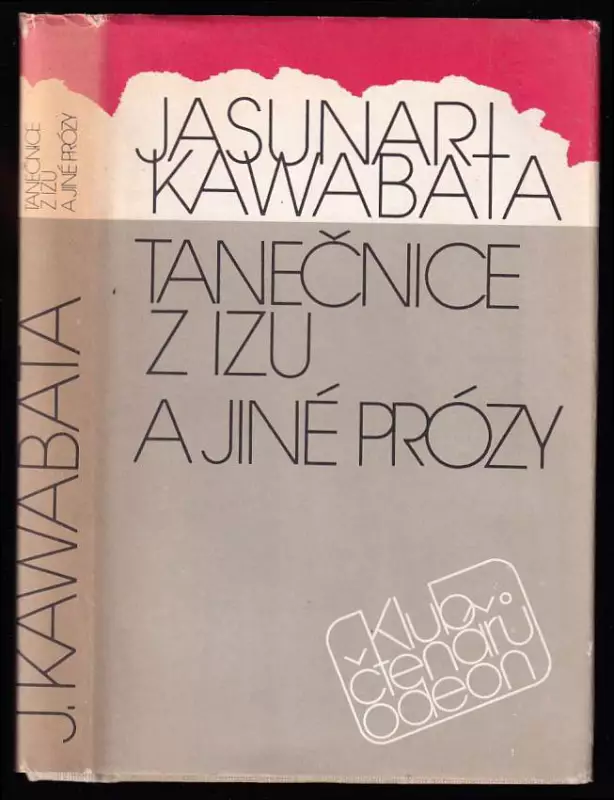 TANEČNICE
Z IZU
A JINÉ PRÓZY
J. KAWABATA
JASUNARI
KAWABATA
TANEČNICE
Z IZU
A JINÉ PRÓZY
Klub
čtenářů
odeon